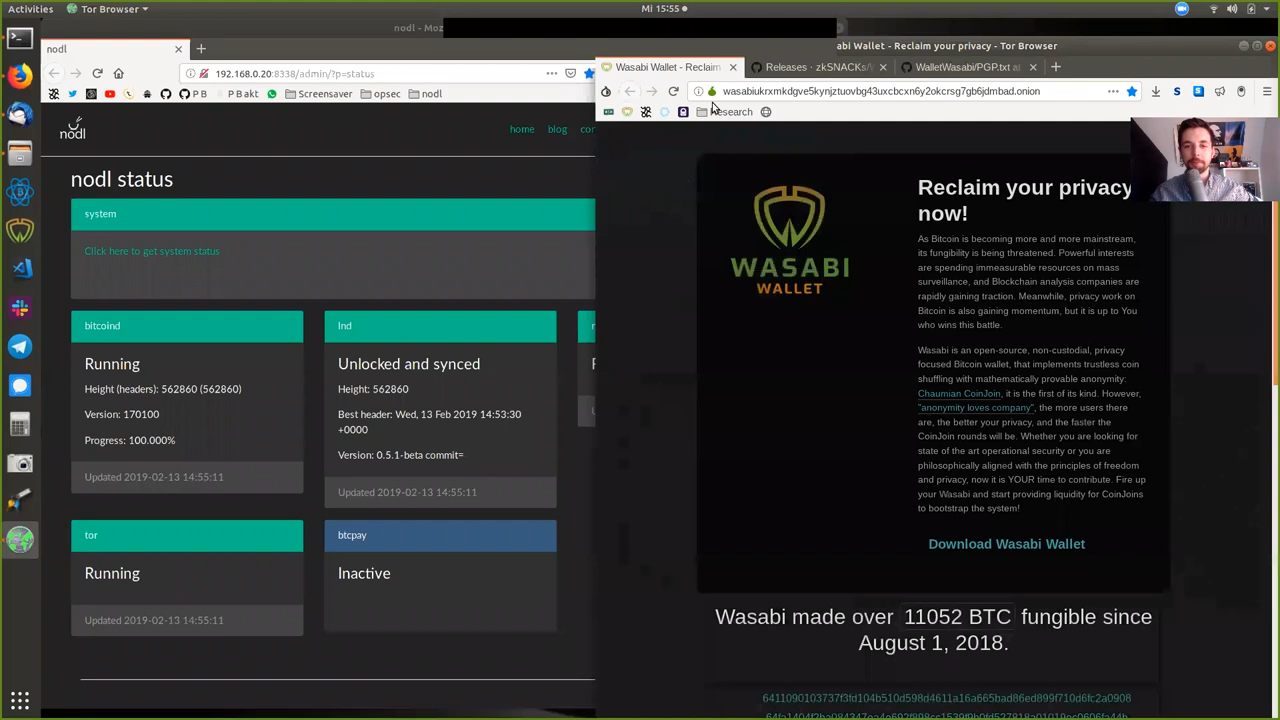 Activities
Tor Browser
Mi 15:55
nodl - Moz
abi Wallet - Reclaim your privacy - Tor Browser
nodl
Wasabi Wallet - Reclaim
Releases · zkSNACKs/
WalletWasabi/PGP.txt a
192.168.0.20:8338/admin/?p=status
wasabiukrxmkdgve5kynjztuovbg43uxcbcxn6y2okcrsg7gb6jdmbad.onion
P B
P B akt
Screensaver
opsec
nodl
esearch
nodl
home
blog
nodl status
system
Click here to get system status
bitcoind
Running
Height (headers): 562860 (562860)
Version: 170100
Progress: 100.000%
Updated 2019-02-13 14:55:11
lnd
Unlocked and synced
Height: 562860
Best header: Wed, 13 Feb 2019 14:53:30
+0000
Version: 0.5.1-beta commit=
Updated 2019-02-13 14:55:11
tor
Running
Updated 2019-02-13 14:55:11
btcpay
Inactive
WASABI
WALLET
Reclaim your privacy
now!
As Bitcoin is becoming more and more mainstream,
its fungibility is being threatened. Powerful interests
are spending immeasurable resources on mass
surveillance, and Blockchain analysis companies are
rapidly gaining traction. Meanwhile, privacy work on
Bitcoin is also gaining momentum, but it is up to You
who wins this battle.
Wasabi is an open-source, non-custodial, privacy
focused Bitcoin wallet, that implements trustless coin
shuffling with mathematically provable anonymity:
Chaumian CoinJoin, it is the first of its kind. However,
"anonymity loves company", the more users there
are, the better your privacy, and the faster the
CoinJoin rounds will be. Whether you are looking for
state of the art operational security or you are
philosophically aligned with the principles of freedom
and privacy, now it is YOUR time to contribute. Fire up
your Wasabi and start providing liquidity for CoinJoins
to bootstrap the system!
Download Wasabi Wallet
Wasabi made over 11052 BTC fungible since
August 1, 2018.
6411090103737f3fd104b510d598d4611a16a665bad86ed899f710d6fc2a0908